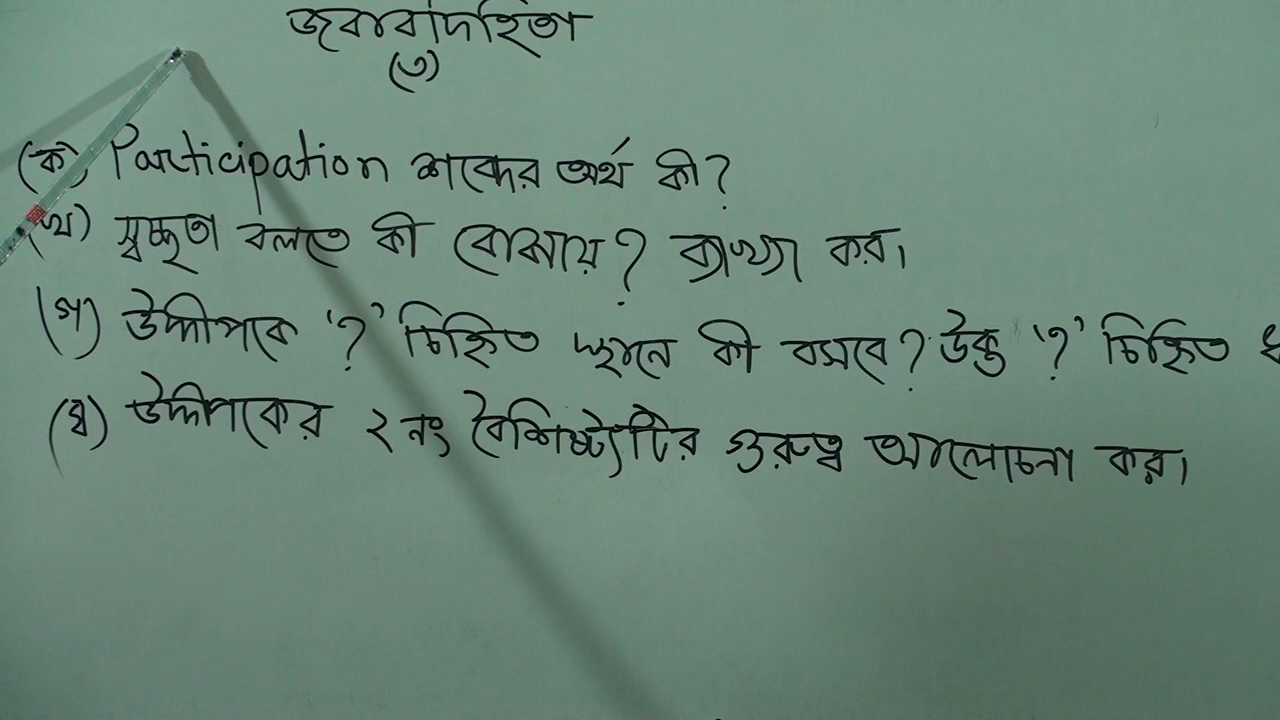 জবাবদিহিতা
(৩)
(ক) Participation শব্দের অর্থ কী?
(খ) স্বচ্ছতা বলতে কী বোঝায়? ব্যাখ্যা কর।
(গ) উদ্দীপকে '?' চিহ্নিত স্থানে কী বসবে? উক্ত '?' চিহ্নিত
(ঘ) উদ্দীপকের ২নং বৈশিষ্ট্যটির গুরুত্ব আলোচনা কর।